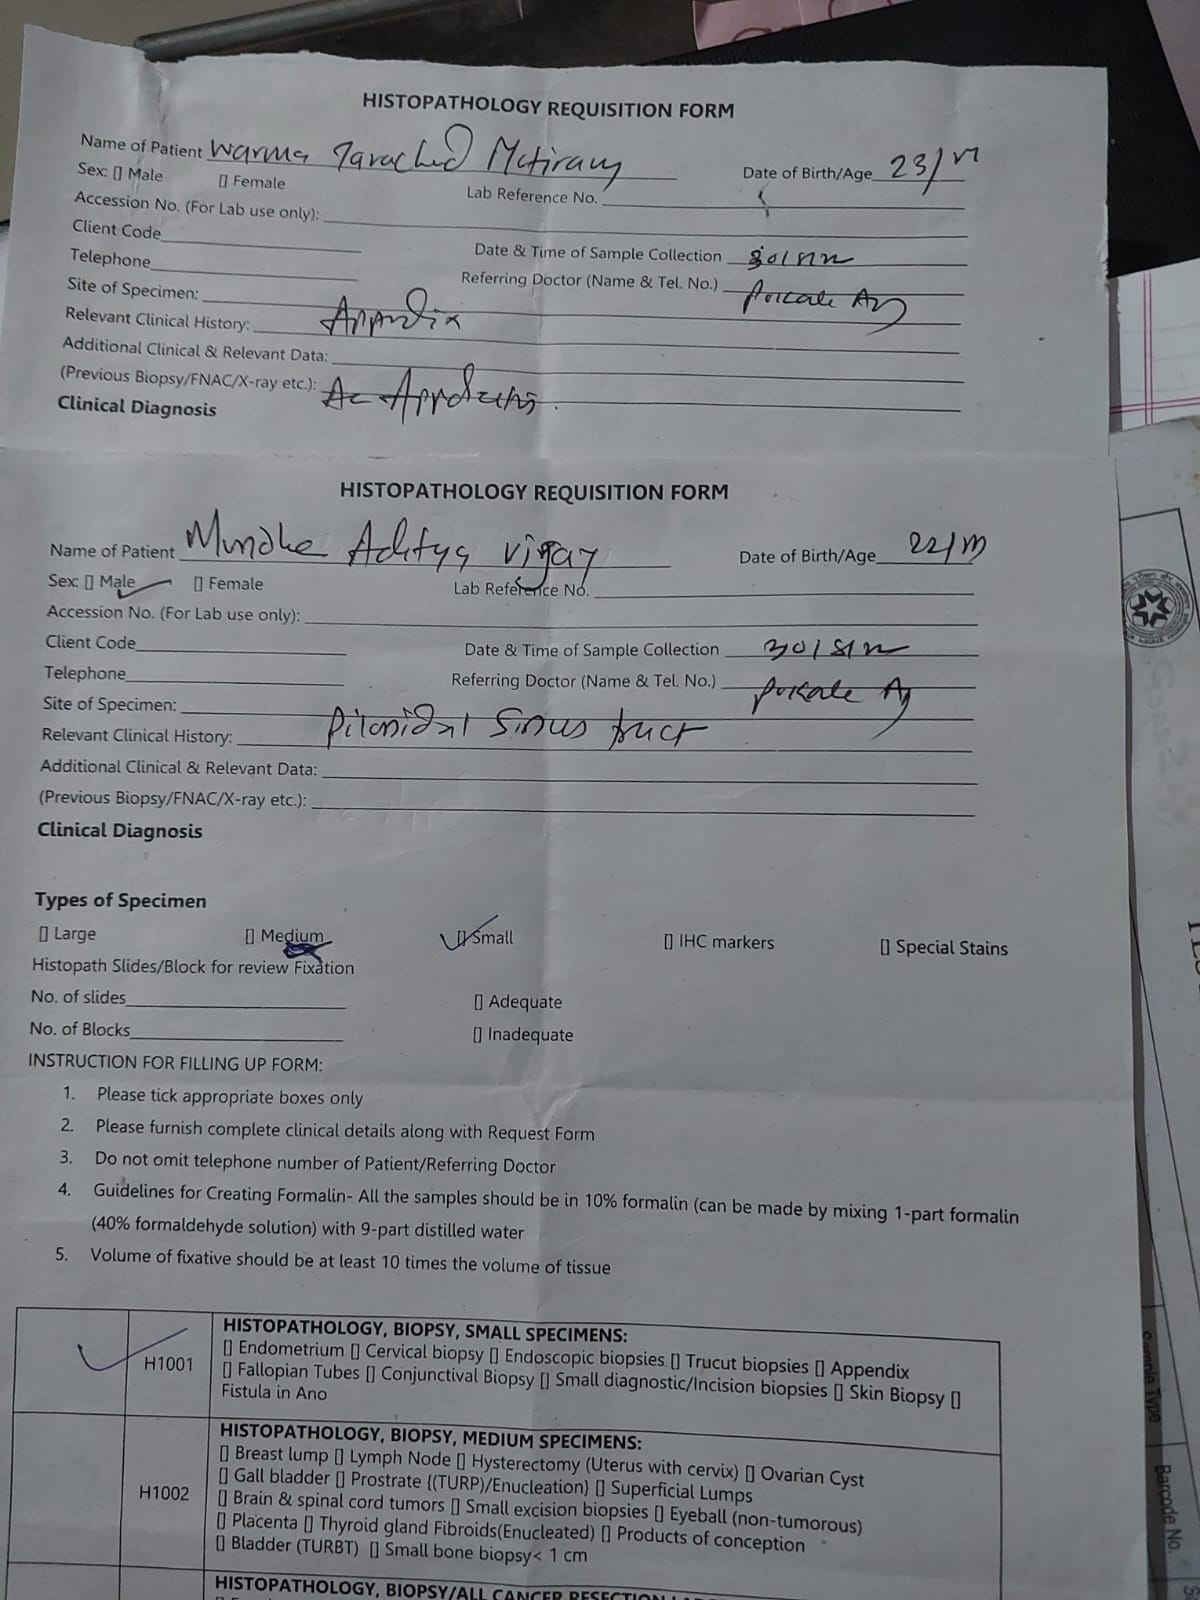 HISTOPATHOLOGY REQUISITION FORM
Name of Patient Date of Birth/Age 23/M
Sex: [] Male [] Female Lab Reference No.
Accession No. (For Lab use only):
Client Code Date & Time of Sample Collection
Telephone Referring Doctor (Name & Tel. No.)
Site of Specimen:
Relevant Clinical History: Appendix
Additional Clinical & Relevant Data:
(Previous Biopsy/FNAC/X-ray etc.): Ac
Clinical Diagnosis
HISTOPATHOLOGY REQUISITION FORM
Name of Patient Aditya Vijay Date of Birth/Age 22/M
Sex: [] Male [] Female Lab Reference No.
Accession No. (For Lab use only):
Client Code Date & Time of Sample Collection
Telephone Referring Doctor (Name & Tel. No.)
Site of Specimen:
Relevant Clinical History: Pilonidal Sinus tract
Additional Clinical & Relevant Data:
(Previous Biopsy/FNAC/X-ray etc.):
Clinical Diagnosis
Types of Specimen
[] Large [] Medium [] Small [] IHC markers [] Special Stains
Histopath Slides/Block for review Fixation
No. of slides [] Adequate
No. of Blocks [] Inadequate
INSTRUCTION FOR FILLING UP FORM:
1. Please tick appropriate boxes only
2. Please furnish complete clinical details along with Request Form
3. Do not omit telephone number of Patient/Referring Doctor
4. Guidelines for Creating Formalin- All the samples should be in 10% formalin (can be made by mixing 1-part formalin
(40% formaldehyde solution) with 9-part distilled water
5. Volume of fixative should be at least 10 times the volume of tissue
HISTOPATHOLOGY, BIOPSY, SMALL SPECIMENS:
H1001 [] Endometrium [] Cervical biopsy [] Endoscopic biopsies [] Trucut biopsies [] Appendix
[] Fallopian Tubes [] Conjunctival Biopsy [] Small diagnostic/Incision biopsies [] Skin Biopsy []
Fistula in Ano
HISTOPATHOLOGY, BIOPSY, MEDIUM SPECIMENS:
[] Breast lump [] Lymph Node [] Hysterectomy (Uterus with cervix) [] Ovarian Cyst
[] Gall bladder [] Prostrate {(TURP)/Enucleation} [] Superficial Lumps
H1002 [] Brain & spinal cord tumors [] Small excision biopsies [] Eyeball (non-tumorous)
[] Placenta [] Thyroid gland Fibroids(Enucleated) [] Products of conception
[] Bladder (TURBT) [] Small bone biopsy< 1 cm
HISTOPATHOLOGY, BIOPSY/ALL CANCER RESECTION
Sample Type
Barcode No.